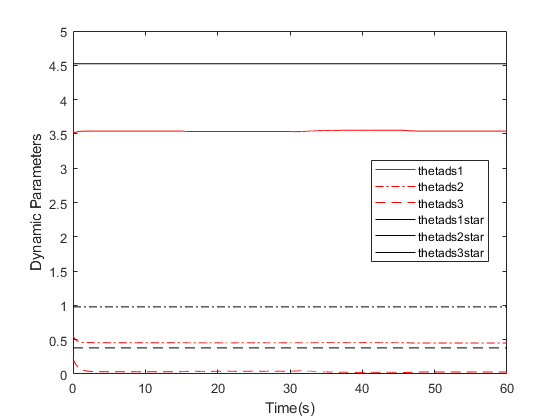 5
4.5
4
3.5
3
2.5
2
1.5
1
0.5
0
Dynamic Parameters
thetads1
thetads2
thetads3
thetads1star
thetads2star
thetads3star
0 10 20 30 40 50 60
Time(s)